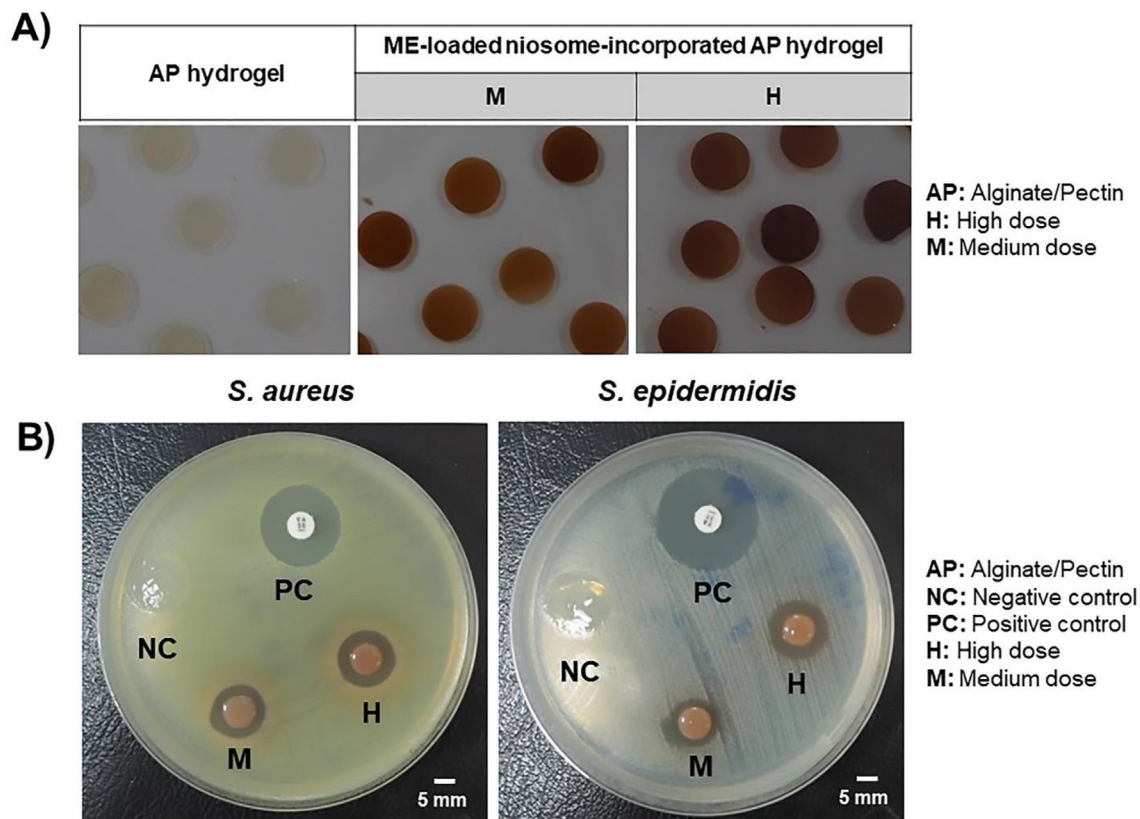 A)
AP hydrogel
ME-loaded niosome-incorporated AP hydrogel
M
H
AP: Alginate/Pectin
H: High dose
M: Medium dose
S. aureus
S. epidermidis
B)
PC
NC
H
M
5 mm
PC
NC
H
M
5 mm
AP: Alginate/Pectin
NC: Negative control
PC: Positive control
H: High dose
M: Medium dose